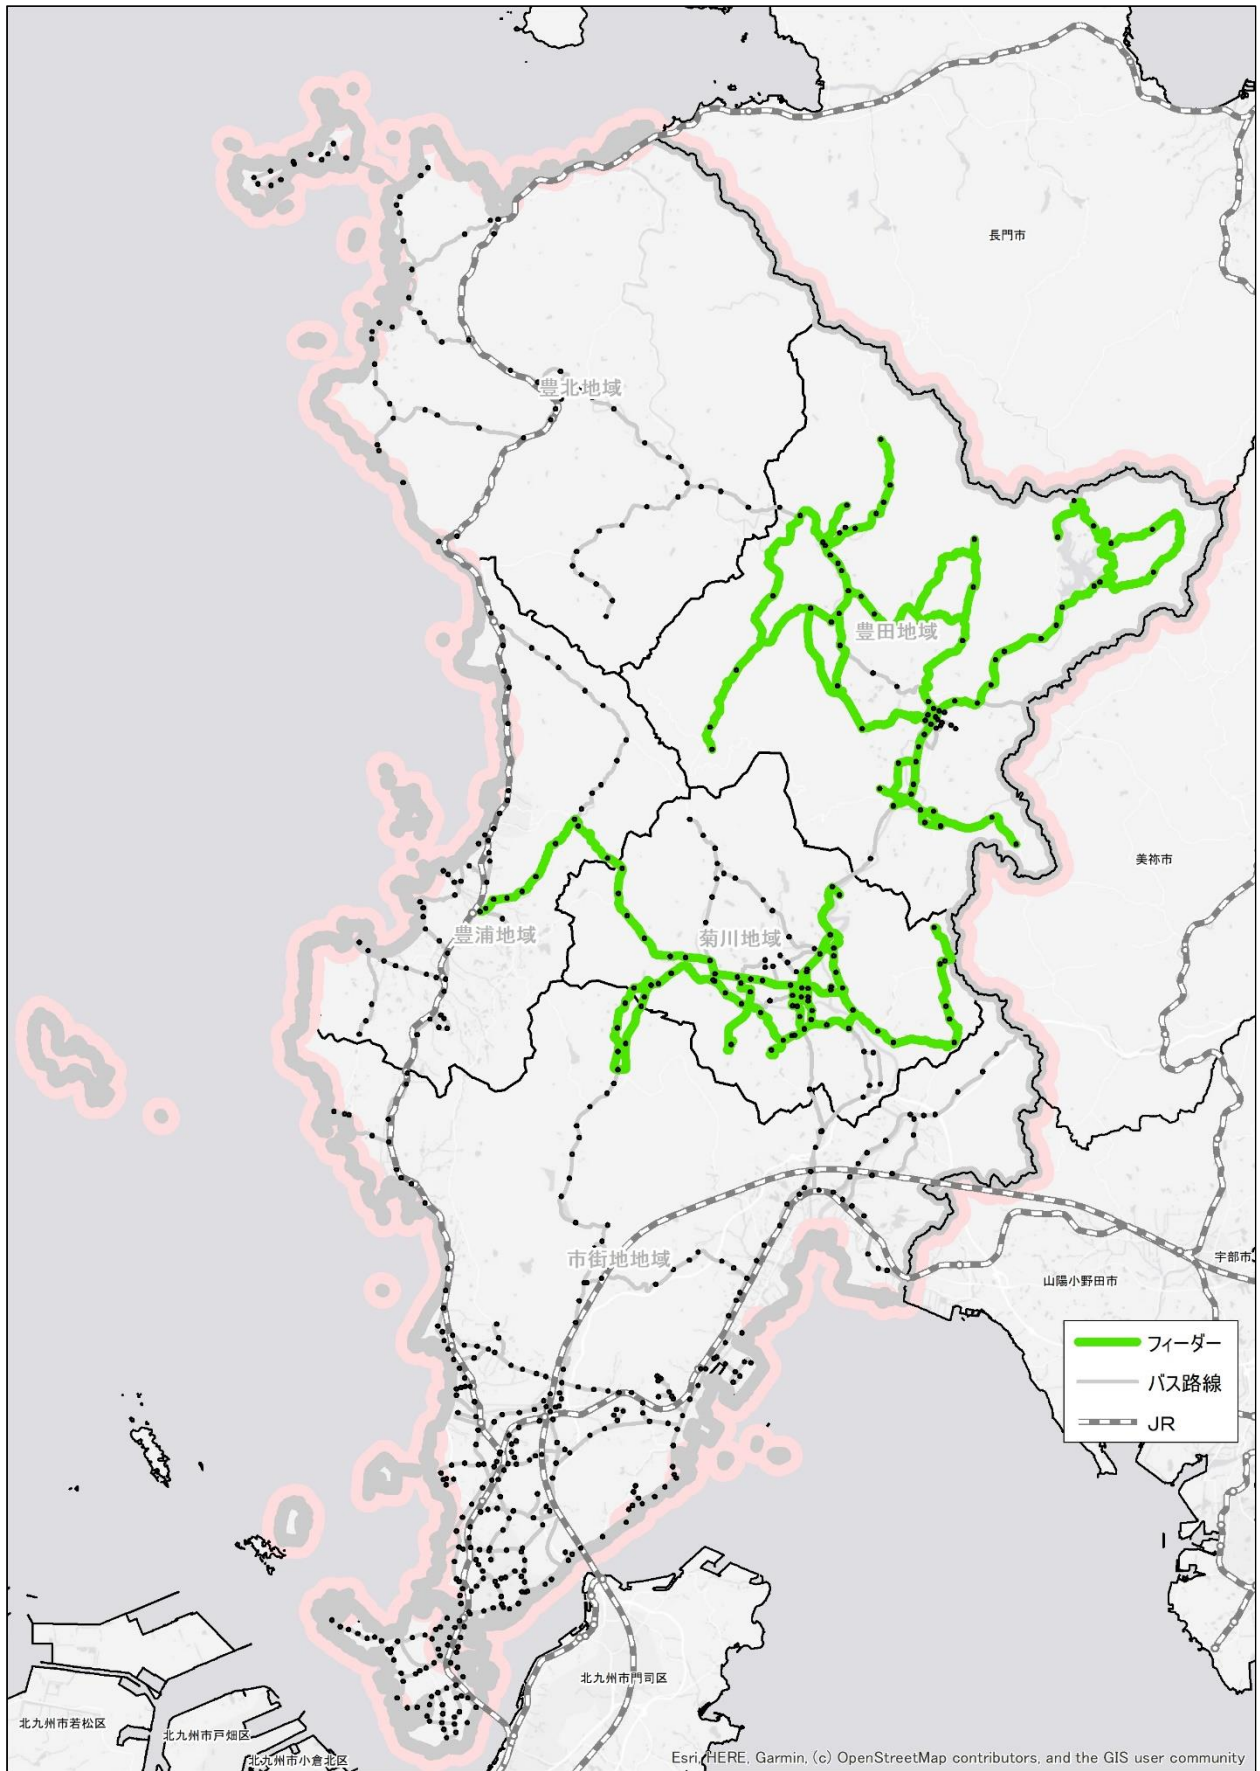 長門市
豊北地域
豊田地域
美祢市
豊浦地域
菊川地域
市街地地域
宇部市
山陽小野田市
フィーダー
バス路線
JR
北九州市門司区
北九州市若松区
北九州市戸畑区
北九州市小倉北区
Esri, HERE, Garmin, (c) OpenStreetMap contributors, and the GIS user community